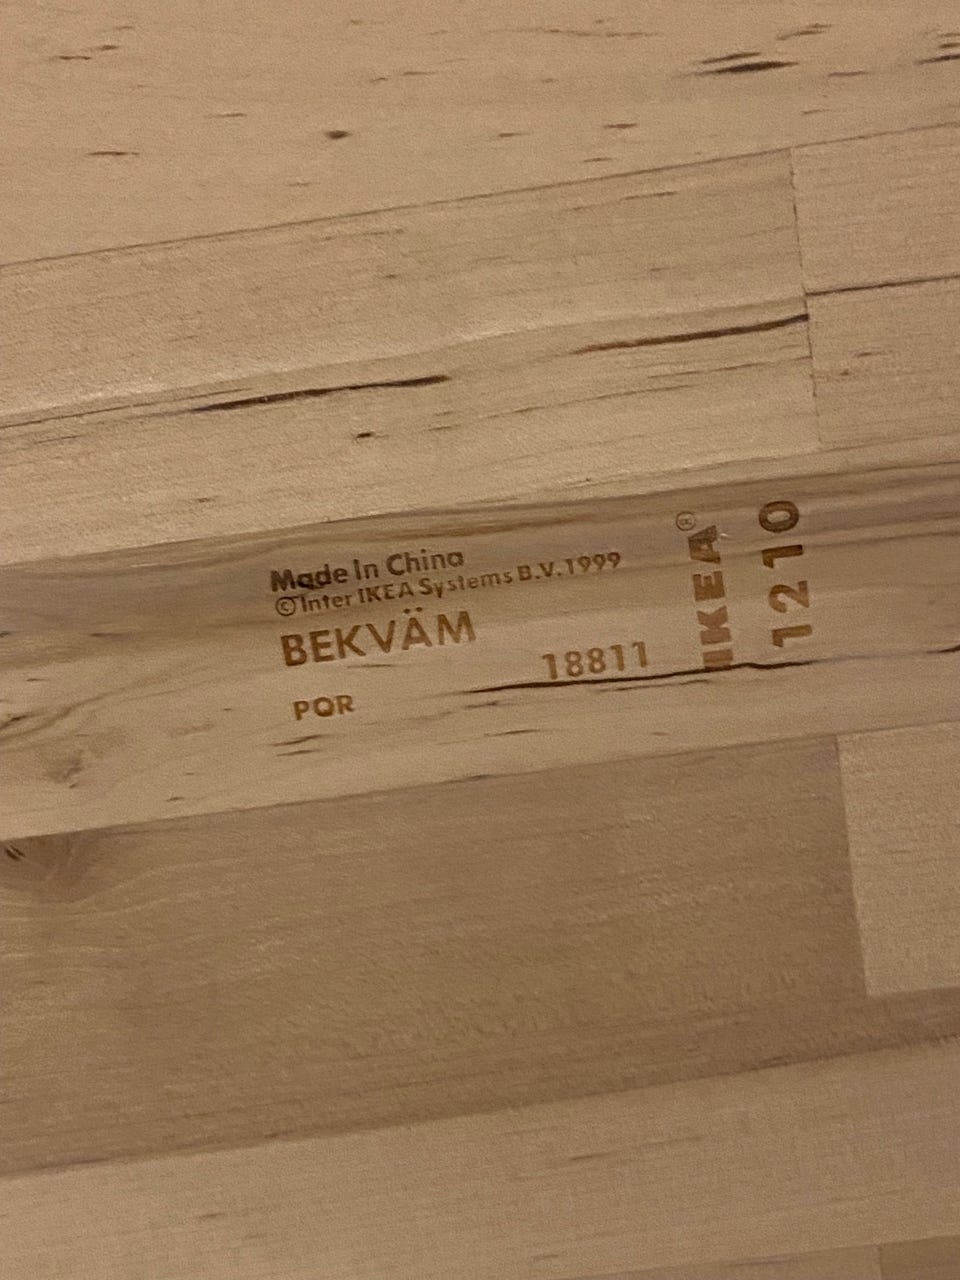 Made In China
©Inter IKEA Systems B.V.1999
BEKVÄM
18811
PQR
IKEA®
1210